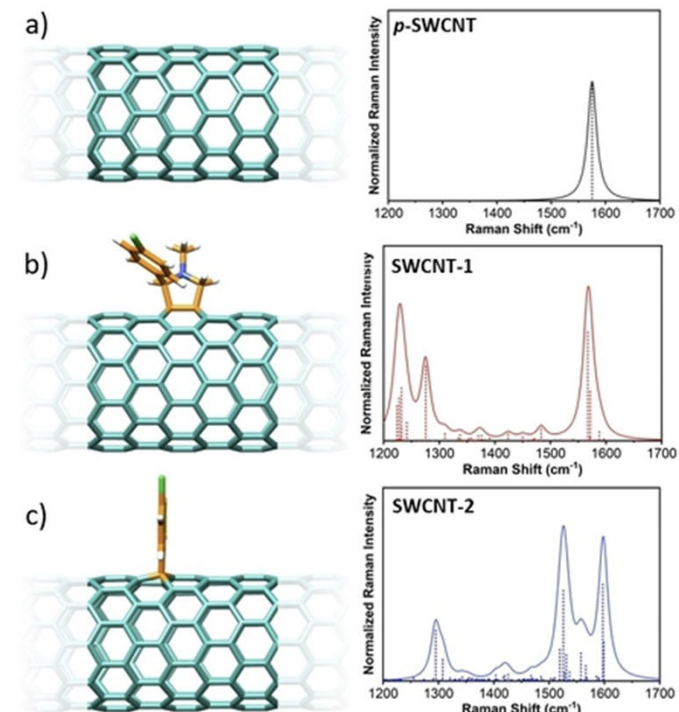 a)
p-SWCNT
Normalized Raman Intensity
1200 1300 1400 1500 1600 1700
Raman Shift (cm⁻¹)
b)
SWCNT-1
Normalized Raman Intensity
1200 1300 1400 1500 1600 1700
Raman Shift (cm⁻¹)
c)
SWCNT-2
Normalized Raman Intensity
1200 1300 1400 1500 1600 1700
Raman Shift (cm⁻¹)